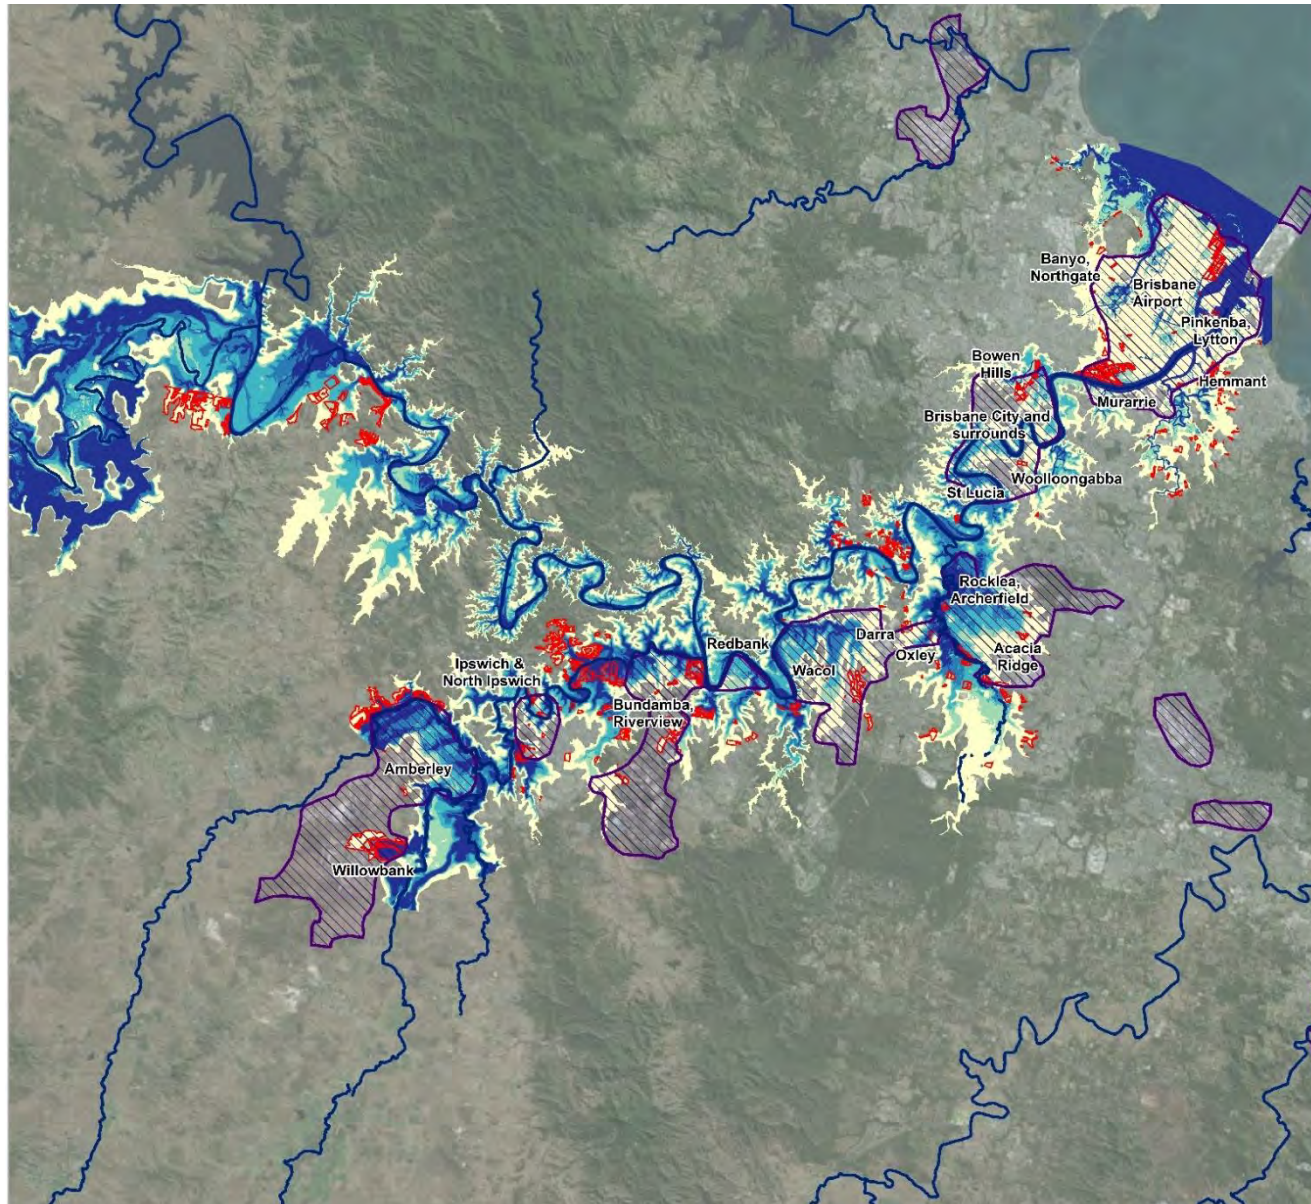 Banyo,
Northgate
Brisbane
Airport
Pinkenba,
Lytton
Bowen
Hills
Hemmant
Murarrie
Brisbane City and
surrounds
Woolloongabba
St Lucia
Rocklea,
Archerfield
Darra
Redbank
Oxley
Acacia
Ridge
Ipswich &
North Ipswich
Wacol
Bundamba,
Riverview
Amberley
Willowbank